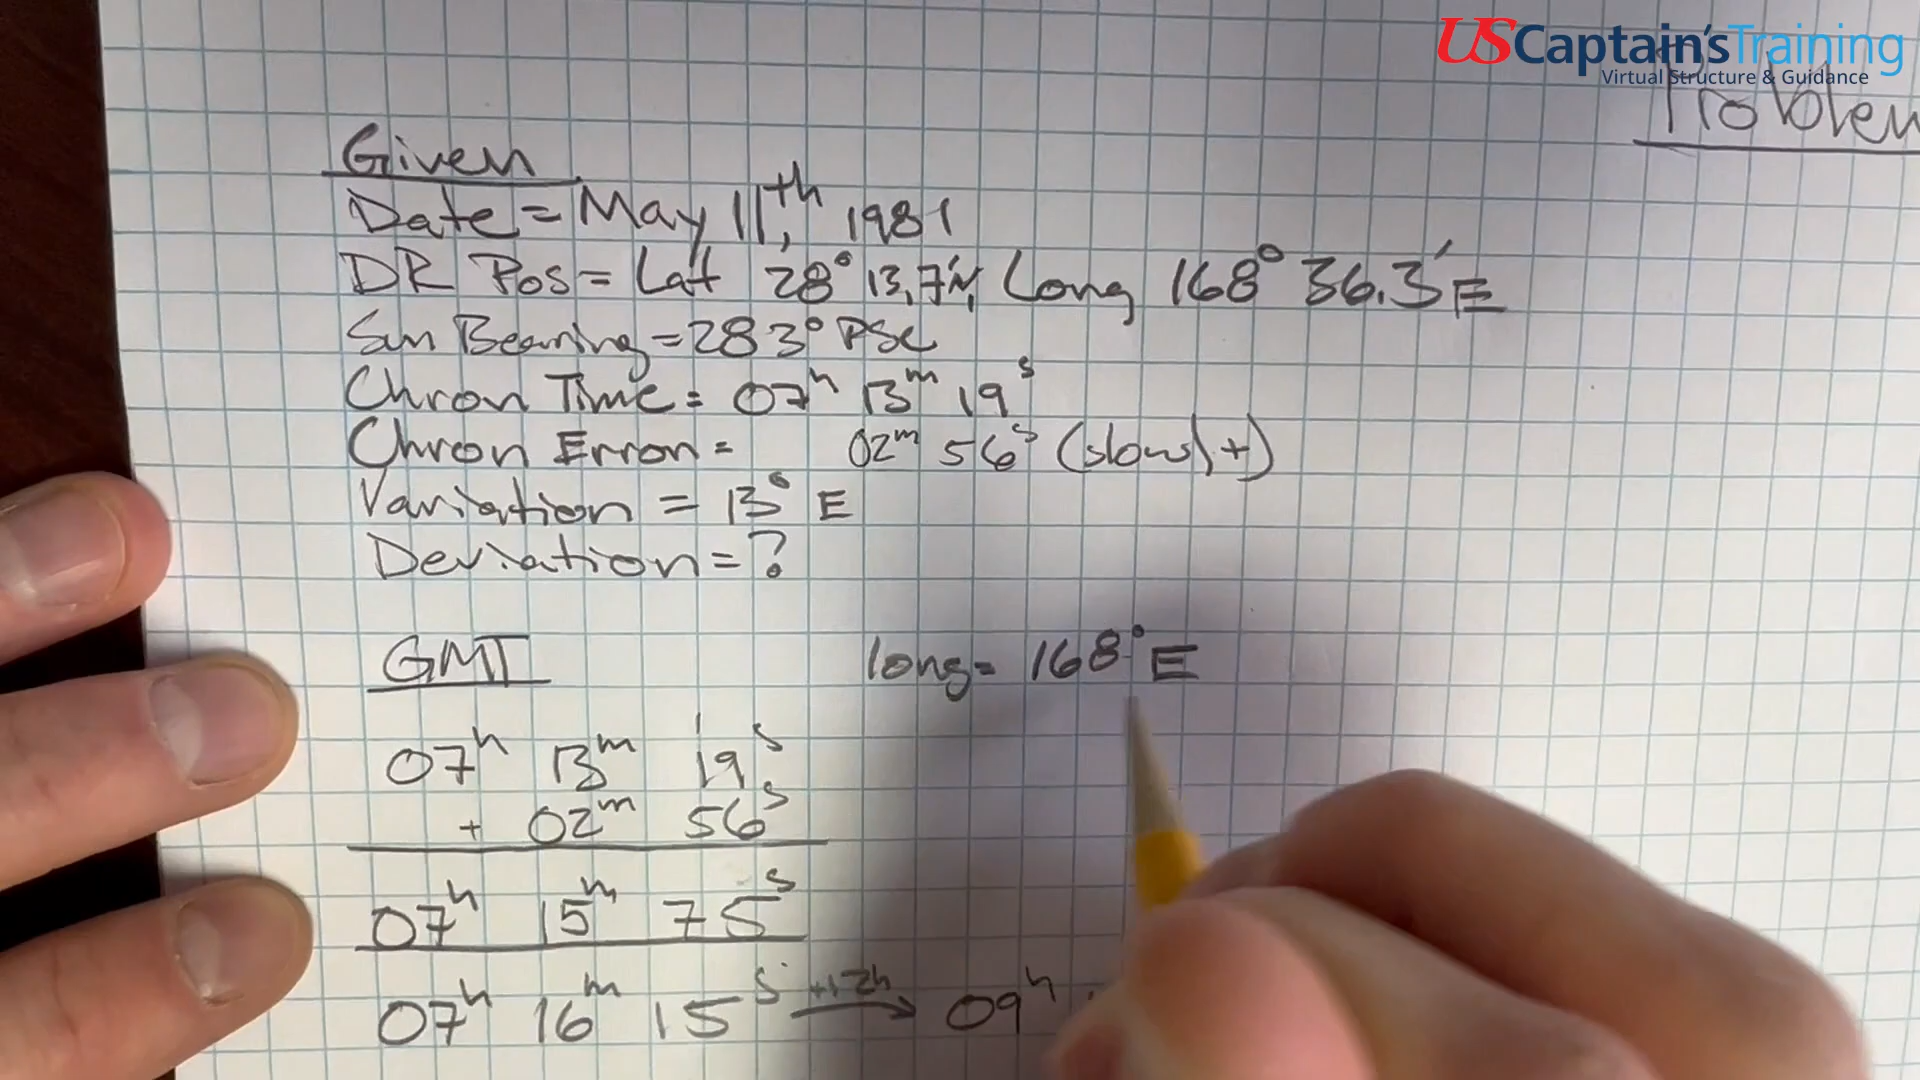 USCaptain'sTraining
Virtual Structure & Guidance
Problem
Given
Date = May 11th, 1981
DR Pos = Lat 28° 13.7'N, Long 168° 36.3'E
Sun Bearing = 283° PSC
Chron Time = 07h 13m 19s
Chron Error = 02m 56s (slow\+)
Variation = 13° E
Deviation = ?
GMT
long = 168° E
1
07h 13m 19s
+ 02m 56s
07h 15m 75s
07h 16m 15s +12h → 09h